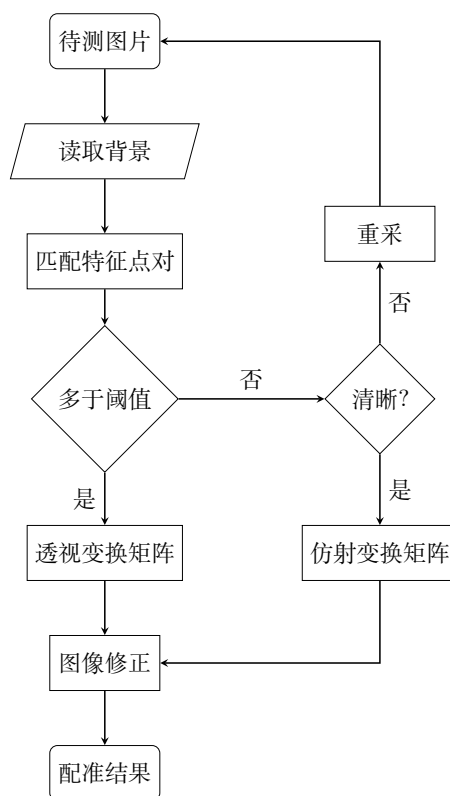 待测图片
读取背景
重采
匹配特征点对
否
否
多于阈值
清晰?
是
是
透视变换矩阵
仿射变换矩阵
图像修正
配准结果